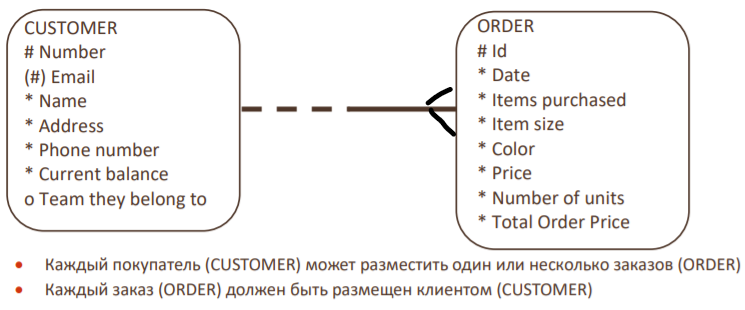 CUSTOMER
# Number
(#) Email
* Name
* Address
* Phone number
* Current balance
o Team they belong to
ORDER
# Id
* Date
* Items purchased
* Item size
* Color
* Price
* Number of units
* Total Order Price
• Каждый покупатель (CUSTOMER) может разместить один или несколько заказов (ORDER)
• Каждый заказ (ORDER) должен быть размещен клиентом (CUSTOMER)